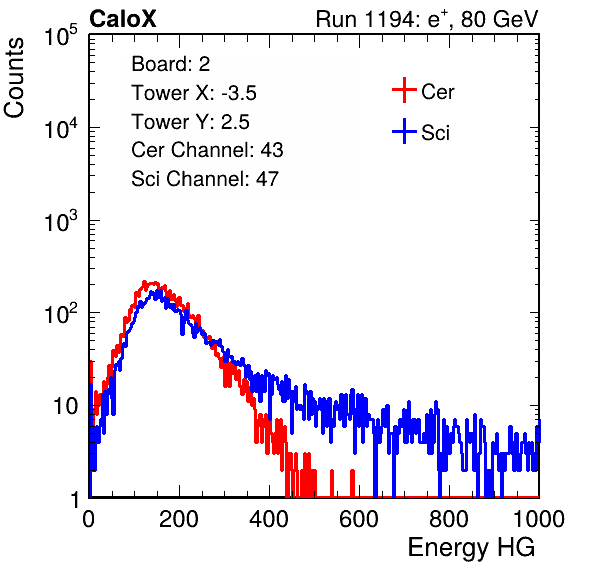 CaloX Run 1194: e⁺, 80 GeV
Counts
Board: 2
Tower X: -3.5
Tower Y: 2.5
Cer Channel: 43
Sci Channel: 47
Cer
Sci
10⁵
10⁴
10³
10²
10
1
0 200 400 600 800 1000
Energy HG